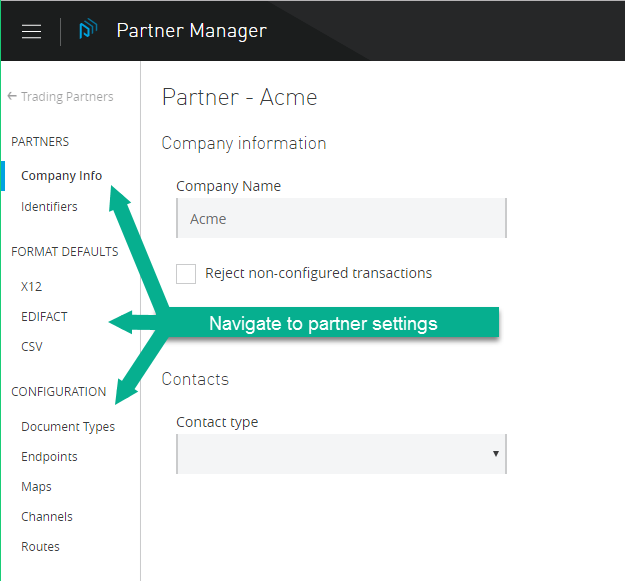 Partner Manager
← Trading Partners
PARTNERS
Company Info
Identifiers
FORMAT DEFAULTS
X12
EDIFACT
CSV
CONFIGURATION
Document Types
Endpoints
Maps
Channels
Routes
Partner - Acme
Company information
Company Name
Acme
Reject non-configured transactions
Navigate to partner settings
Contacts
Contact type